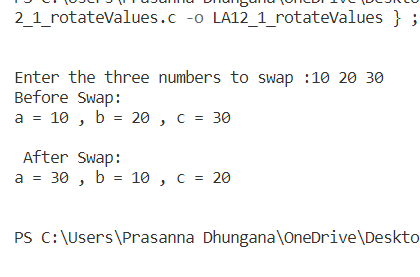 PS C:\Users\Prasanna Dhungana\OneDrive\Deskto
2_1_rotateValues.c -o LA12_1_rotateValues } ;
Enter the three numbers to swap :10 20 30
Before Swap:
a = 10 , b = 20 , c = 30
After Swap:
a = 30 , b = 10 , c = 20
PS C:\Users\Prasanna Dhungana\OneDrive\Deskto